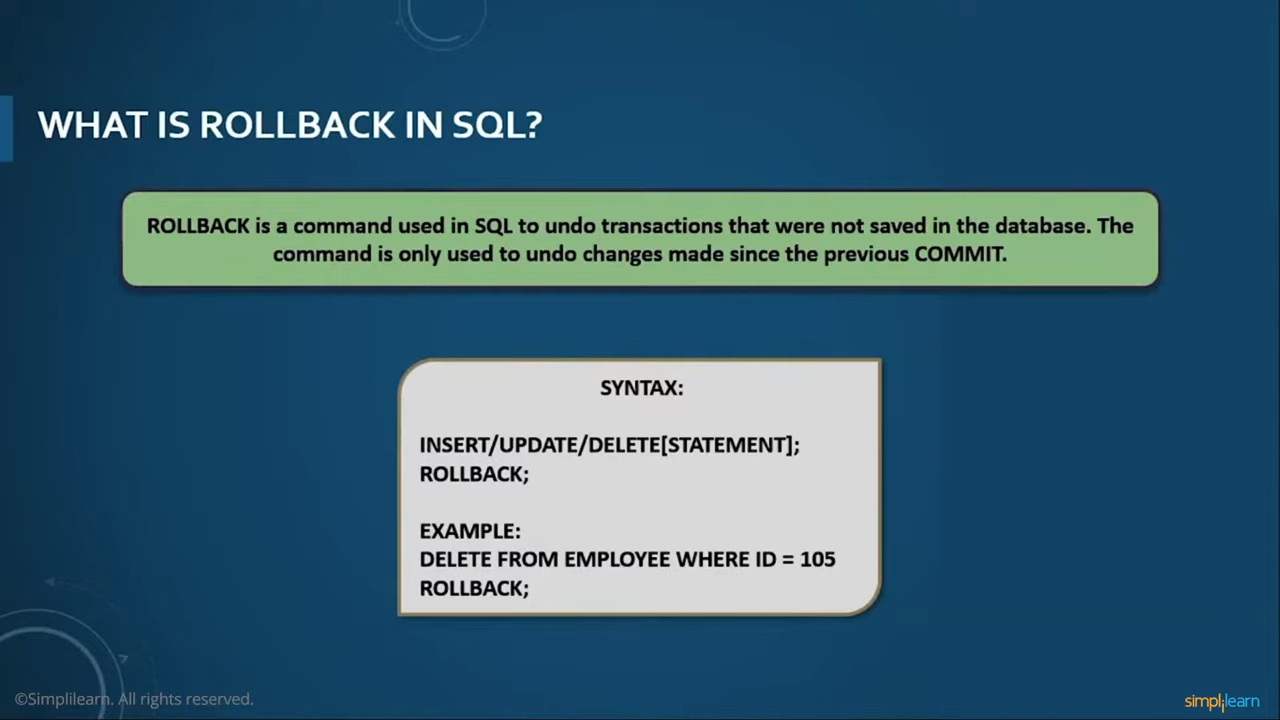 WHAT IS ROLLBACK IN SQL?
ROLLBACK is a command used in SQL to undo transactions that were not saved in the database. The
command is only used to undo changes made since the previous COMMIT.
SYNTAX:
INSERT/UPDATE/DELETE[STATEMENT];
ROLLBACK;
EXAMPLE:
DELETE FROM EMPLOYEE WHERE ID = 105
ROLLBACK;
©Simplilearn. All rights reserved.
simplilearn